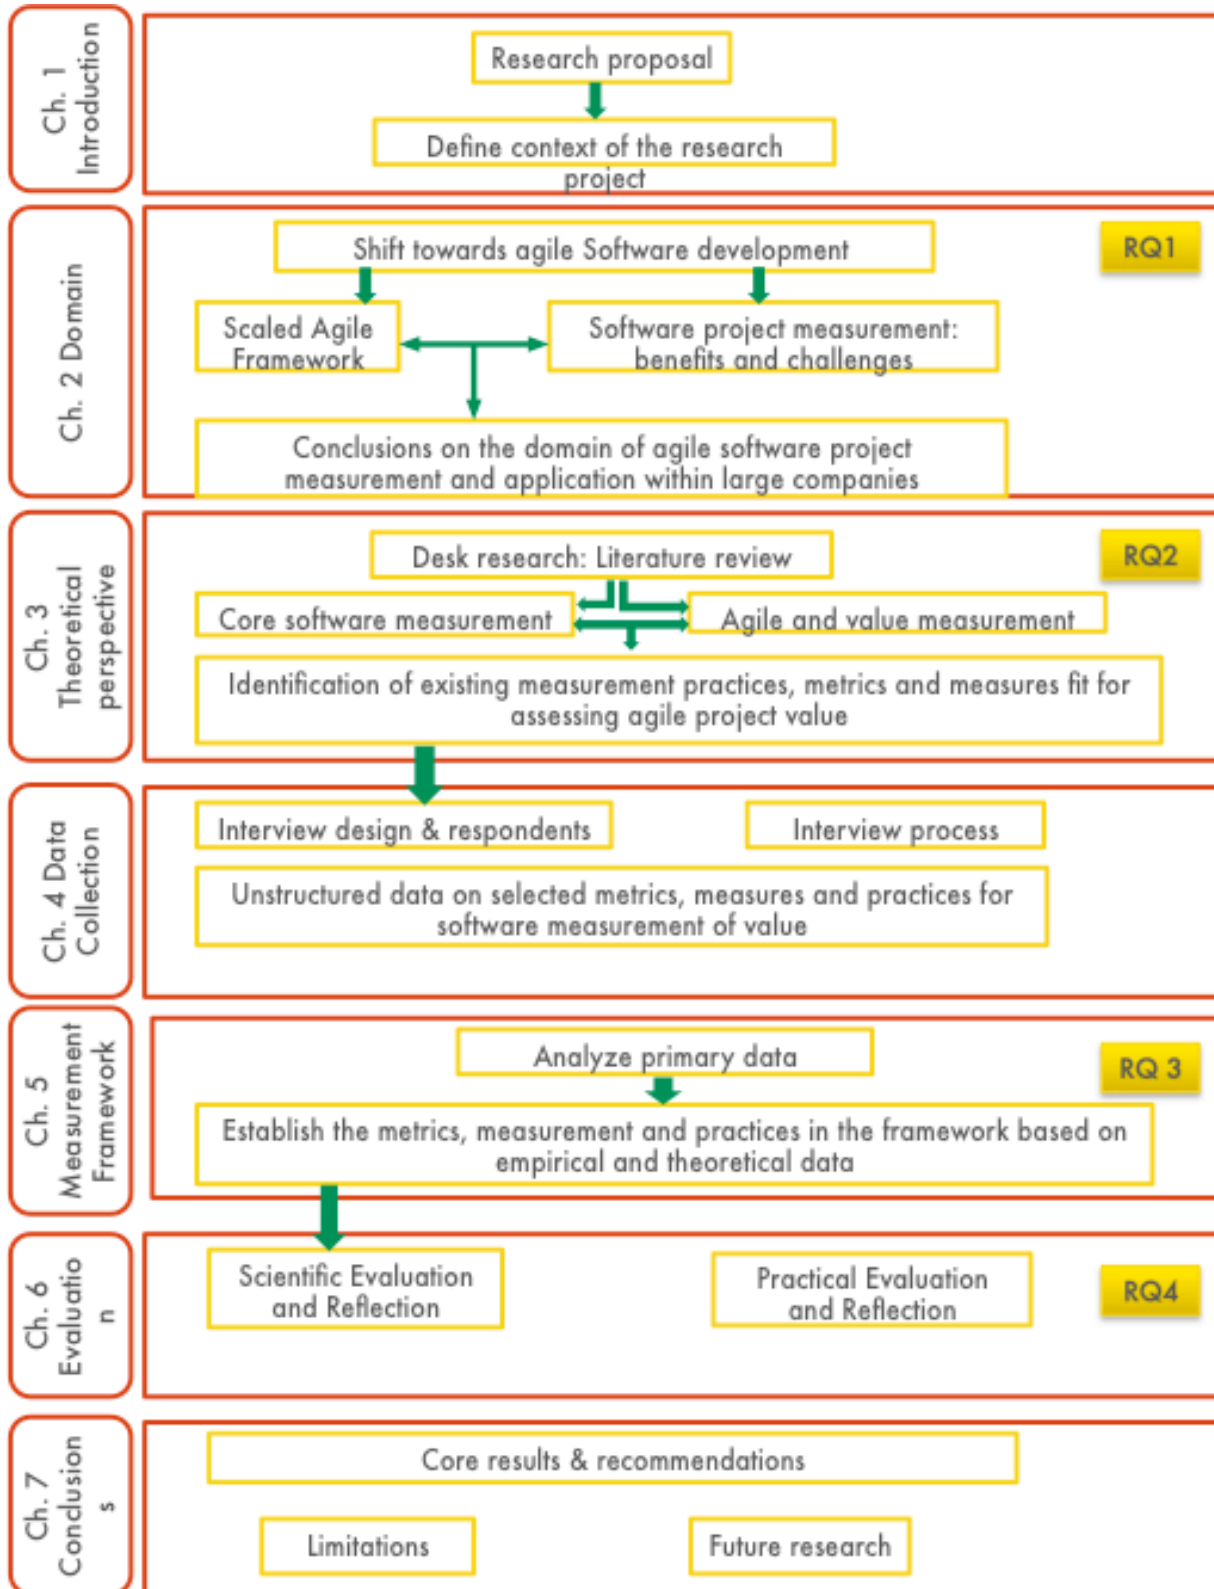 Ch. 1
Introduction
Research proposal
Define context of the research
project
Ch. 2 Domain
Shift towards agile Software development
RQ1
Scaled Agile
Framework
Software project measurement:
benefits and challenges
Conclusions on the domain of agile software project
measurement and application within large companies
Ch. 3
Theoretical
perspective
Desk research: Literature review
RQ2
Core software measurement
Agile and value measurement
Identification of existing measurement practices, metrics and measures fit for
assessing agile project value
Ch. 4 Data
Collection
Interview design & respondents
Interview process
Unstructured data on selected metrics, measures and practices for
software measurement of value
Ch. 5
Measurement
Framework
Analyze primary data
RQ 3
Establish the metrics, measurement and practices in the framework based on
empirical and theoretical data
Ch. 6
Evaluatio
n
Scientific Evaluation
and Reflection
Practical Evaluation
and Reflection
RQ4
Ch. 7
Conclusion
s
Core results & recommendations
Limitations
Future research